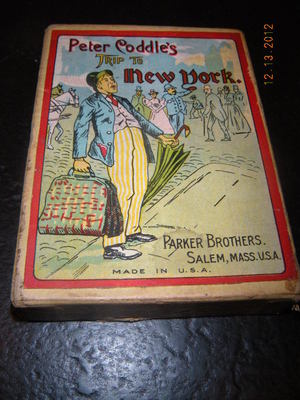 12.13.2012
Peter Coddle's
TRIP TO
New York.
PARKER BROTHERS.
SALEM, MASS. U.S.A.
MADE IN U.S.A.